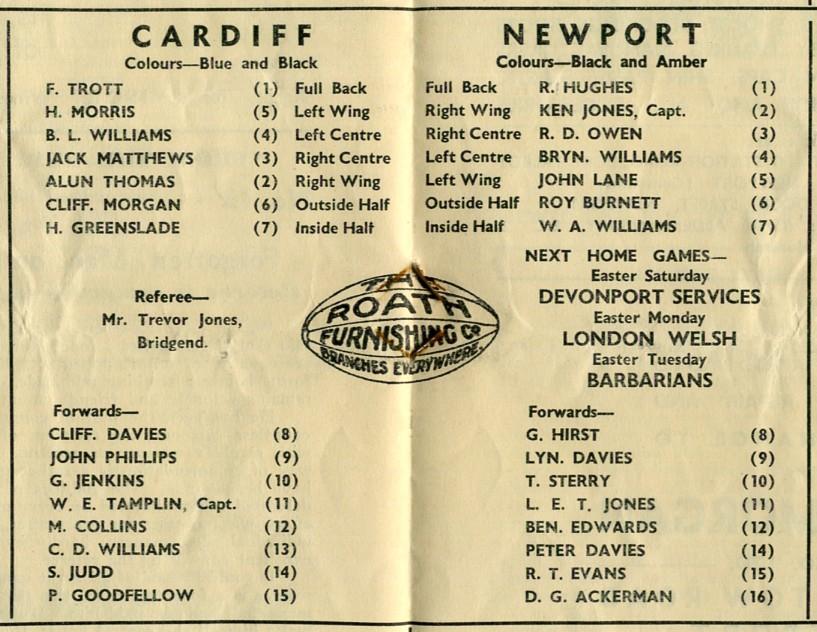 CARDIFF
Colours—Blue and Black
F. TROTT (1) Full Back
H. MORRIS (5) Left Wing
B. L. WILLIAMS (4) Left Centre
JACK MATTHEWS (3) Right Centre
ALUN THOMAS (2) Right Wing
CLIFF. MORGAN (6) Outside Half
H. GREENSLADE (7) Inside Half
Referee—
Mr. Trevor Jones,
Bridgend.
Forwards—
CLIFF. DAVIES (8)
JOHN PHILLIPS (9)
G. JENKINS (10)
W. E. TAMPLIN, Capt. (11)
M. COLLINS (12)
C. D. WILLIAMS (13)
S. JUDD (14)
P. GOODFELLOW (15)
THE
ROATH
FURNISHING Co
BRANCHES EVERYWHERE.
NEWPORT
Colours—Black and Amber
Full Back R. HUGHES (1)
Right Wing KEN JONES, Capt. (2)
Right Centre R. D. OWEN (3)
Left Centre BRYN. WILLIAMS (4)
Left Wing JOHN LANE (5)
Outside Half ROY BURNETT (6)
Inside Half W. A. WILLIAMS (7)
NEXT HOME GAMES—
Easter Saturday
DEVONPORT SERVICES
Easter Monday
LONDON WELSH
Easter Tuesday
BARBARIANS
Forwards—
G. HIRST (8)
LYN. DAVIES (9)
T. STERRY (10)
L. E. T. JONES (11)
BEN. EDWARDS (12)
PETER DAVIES (14)
R. T. EVANS (15)
D. G. ACKERMAN (16)